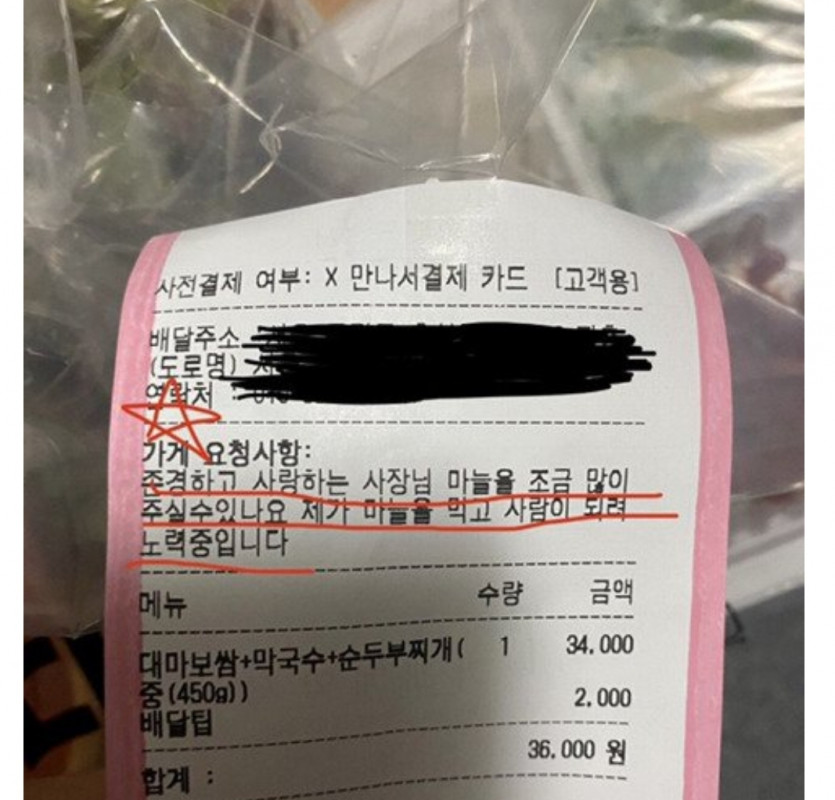 사전결제 여부: X 만나서결제 카드 [고객용]
배달주소
(도로명)
연락처 :
가게 요청사항:
존경하고 사랑하는 사장님 마늘을 조금 많이
주실수있나요 제가 마늘을 먹고 사람이 되려
노력중입니다
메뉴 수량 금액
대마보쌈+막국수+순두부찌개( 1 34,000
중(450g))
2,000
배달팁
36,000 원
합계 :